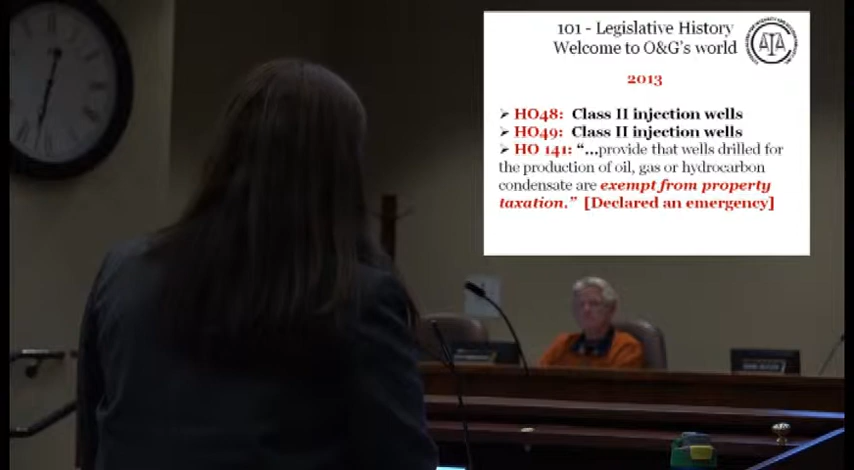 101 - Legislative History
Welcome to O&G's world
2013
➤ HO48: Class II injection wells
➤ HO49: Class II injection wells
➤ HO 141: "...provide that wells drilled for
the production of oil, gas or hydrocarbon
condensate are exempt from property
taxation." [Declared an emergency]